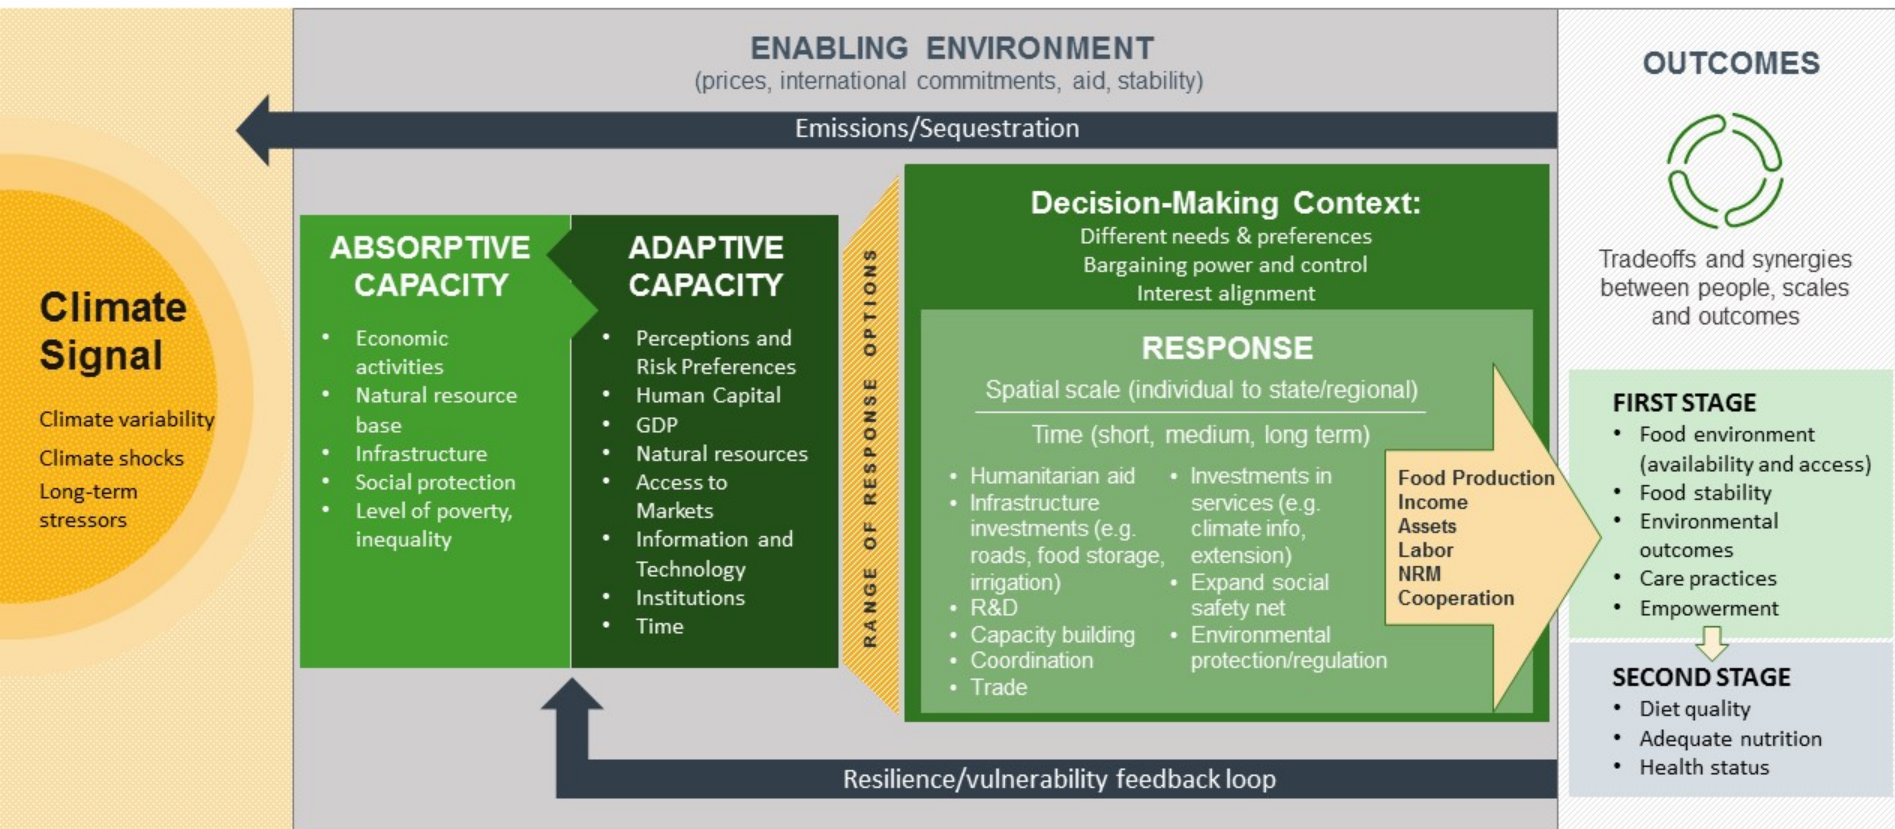 ENABLING ENVIRONMENT
(prices, international commitments, aid, stability)
Emissions/Sequestration
Climate
Signal
Climate variability
Climate shocks
Long-term
stressors
ABSORPTIVE
CAPACITY
• Economic
activities
• Natural resource
base
• Infrastructure
• Social protection
• Level of poverty,
inequality
ADAPTIVE
CAPACITY
• Perceptions and
Risk Preferences
• Human Capital
• GDP
• Natural resources
• Access to
Markets
• Information and
Technology
• Institutions
• Time
RANGE OF RESPONSE OPTIONS
Decision-Making Context:
Different needs & preferences
Bargaining power and control
Interest alignment
RESPONSE
Spatial scale (individual to state/regional)
Time (short, medium, long term)
• Humanitarian aid
• Infrastructure
investments (e.g.
roads, food storage,
irrigation)
• R&D
• Capacity building
• Coordination
• Trade
• Investments in
services (e.g.
climate info,
extension)
• Expand social
safety net
• Environmental
protection/regulation
Food Production
Income
Assets
Labor
NRM
Cooperation
Resilience/vulnerability feedback loop
OUTCOMES
Tradeoffs and synergies
between people, scales
and outcomes
FIRST STAGE
• Food environment
(availability and access)
• Food stability
• Environmental
outcomes
• Care practices
• Empowerment
SECOND STAGE
• Diet quality
• Adequate nutrition
• Health status